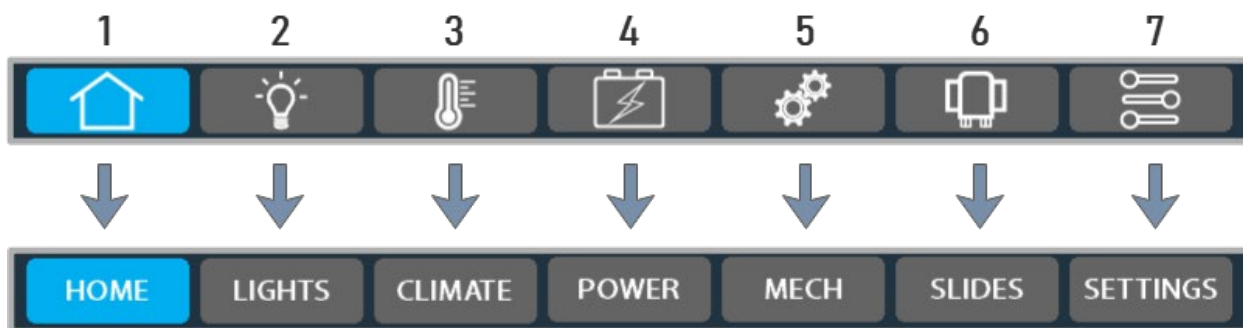 1 2 3 4 5 6 7
HOME LIGHTS CLIMATE POWER MECH SLIDES SETTINGS